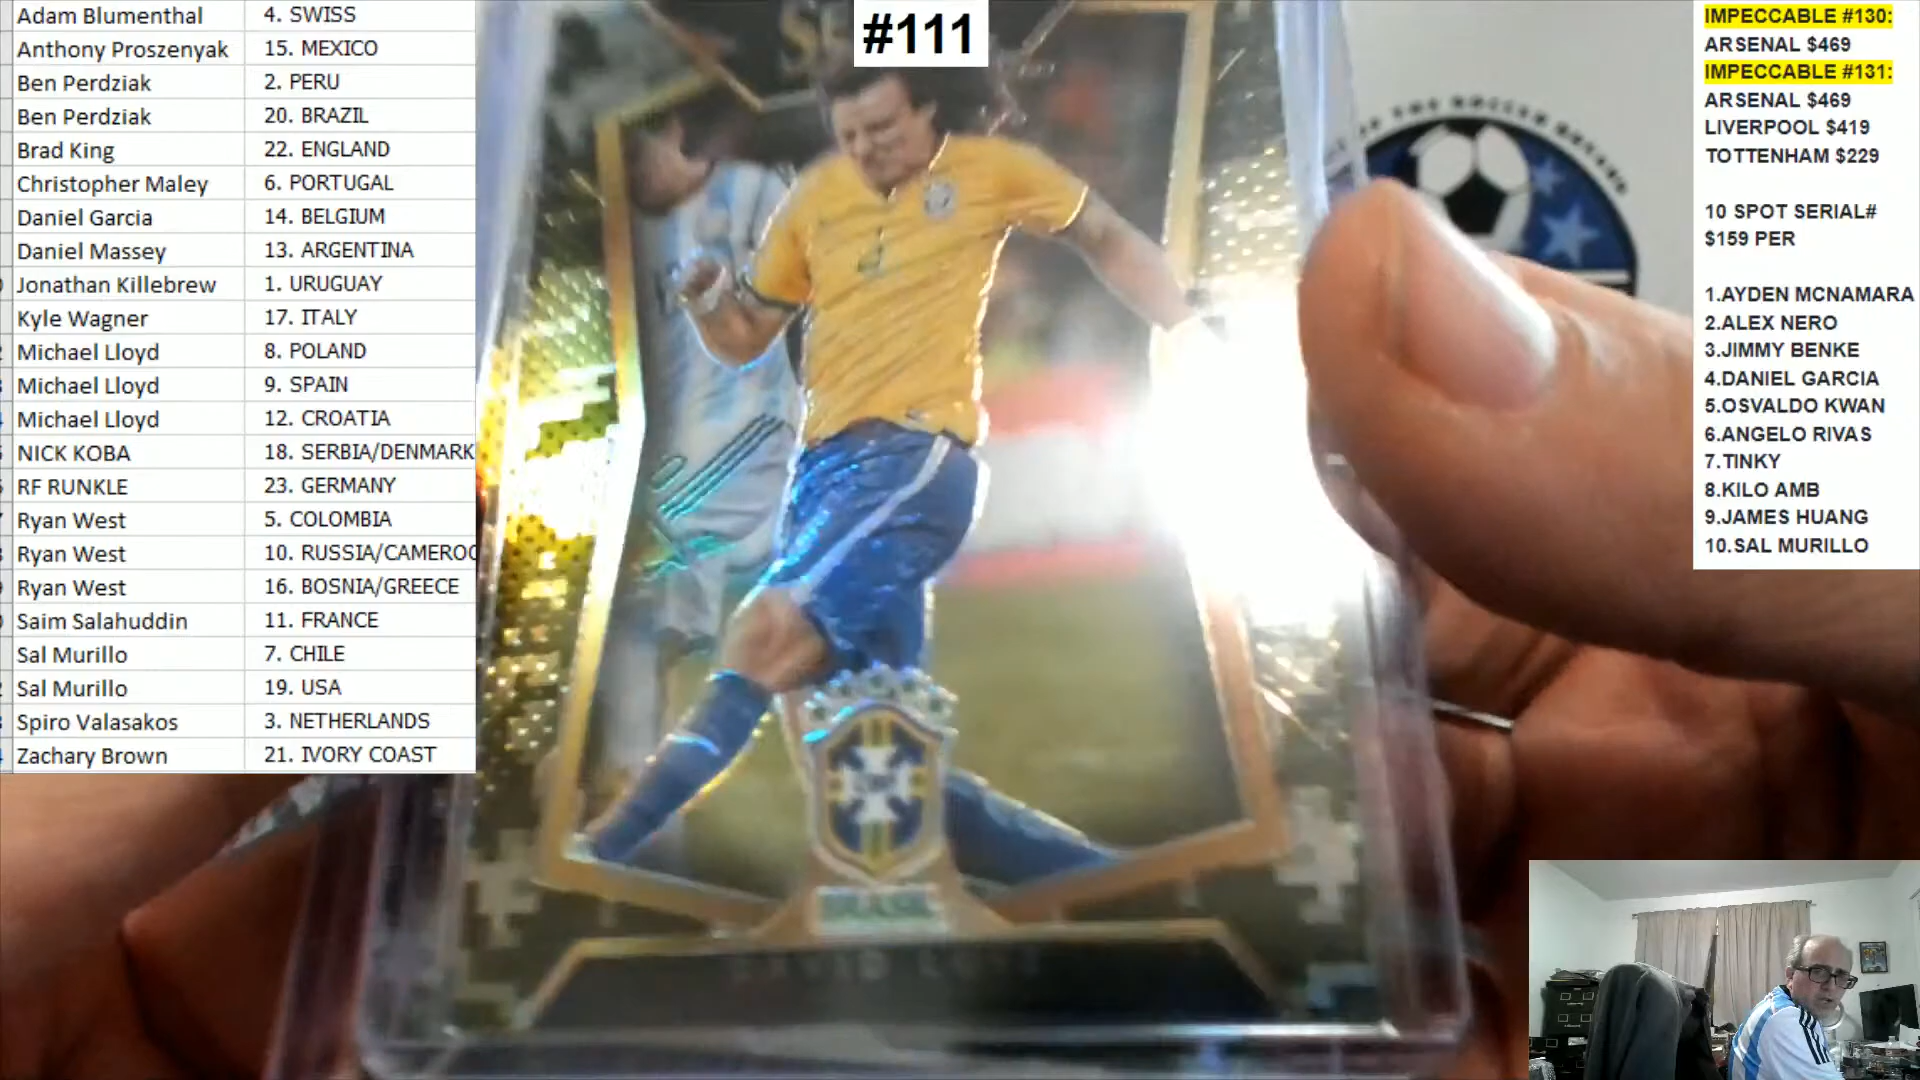 Adam Blumenthal 4. SWISS
Anthony Proszenyak 15. MEXICO
Ben Perdziak 2. PERU
Ben Perdziak 20. BRAZIL
Brad King 22. ENGLAND
Christopher Maley 6. PORTUGAL
Daniel Garcia 14. BELGIUM
Daniel Massey 13. ARGENTINA
Jonathan Killebrew 1. URUGUAY
Kyle Wagner 17. ITALY
Michael Lloyd 8. POLAND
Michael Lloyd 9. SPAIN
Michael Lloyd 12. CROATIA
NICK KOBA 18. SERBIA/DENMARK
RF RUNKLE 23. GERMANY
Ryan West 5. COLOMBIA
Ryan West 10. RUSSIA/CAMEROO
Ryan West 16. BOSNIA/GREECE
Saim Salahuddin 11. FRANCE
Sal Murillo 7. CHILE
Sal Murillo 19. USA
Spiro Valasakos 3. NETHERLANDS
Zachary Brown 21. IVORY COAST
#111
BRASIL
DAVID LUIZ
IMPECCABLE #130:
ARSENAL $469
IMPECCABLE #131:
ARSENAL $469
LIVERPOOL $419
TOTTENHAM $229
10 SPOT SERIAL#
$159 PER
1.AYDEN MCNAMARA
2.ALEX NERO
3.JIMMY BENKE
4.DANIEL GARCIA
5.OSVALDO KWAN
6.ANGELO RIVAS
7.TINKY
8.KILO AMB
9.JAMES HUANG
10.SAL MURILLO